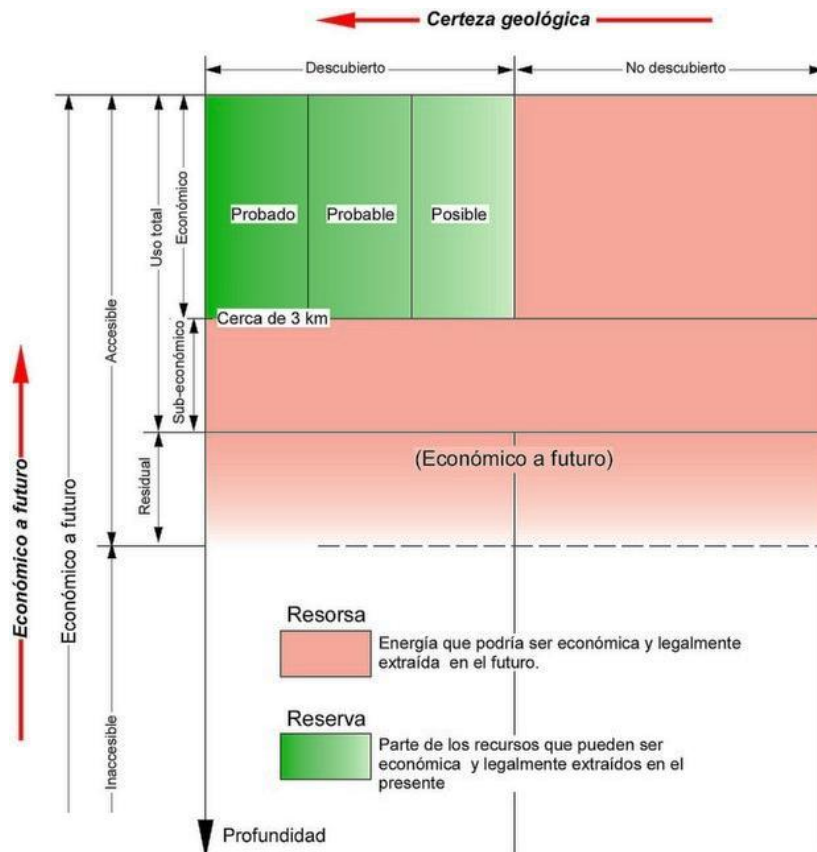 Certeza geológica
Descubierto
No descubierto
Económico a futuro
Económico a futuro
Accesible
Inaccesible
Uso total
Residual
Económico
Sub-económico
Probado
Probable
Posible
Cerca de 3 km
(Económico a futuro)
Resorsa
Energía que podría ser económica y legalmente
extraída en el futuro.
Reserva
Parte de los recursos que pueden ser
económica y legalmente extraídos en el
presente
Profundidad